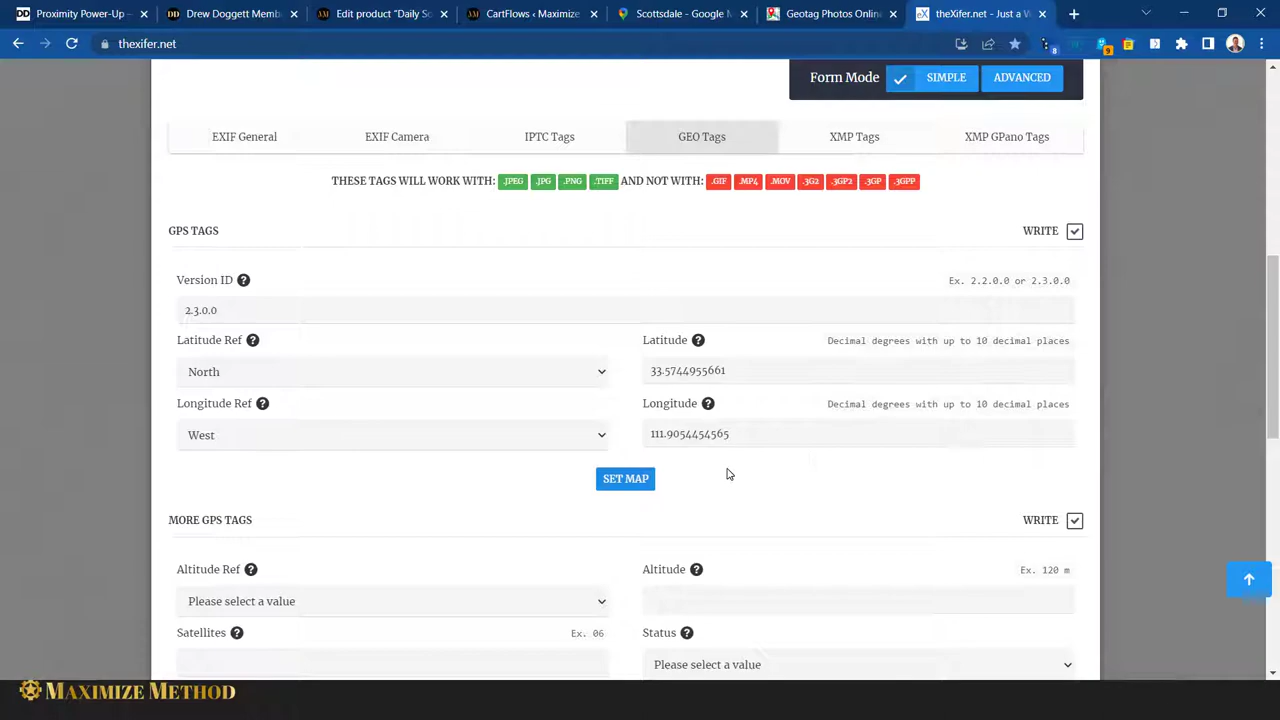 Proximity Power-Up –
Drew Doggett Memb
Edit product “Daily So
CartFlows ‹ Maximize
Scottsdale - Google M
Geotag Photos Online
theXifer.net - Just a W
thexifer.net
8
9
Form Mode SIMPLE ADVANCED
EXIF General EXIF Camera IPTC Tags GEO Tags XMP Tags XMP GPano Tags
THESE TAGS WILL WORK WITH: .JPEG .JPG .PNG .TIFF AND NOT WITH: .GIF .MP4 .MOV .3G2 .3GP2 .3GP .3GPP
GPS TAGS WRITE
Version ID Ex. 2.2.0.0 or 2.3.0.0
2.3.0.0
Latitude Ref Latitude Decimal degrees with up to 10 decimal places
North 33.5744955661
Longitude Ref Longitude Decimal degrees with up to 10 decimal places
West 111.9054454565
SET MAP
MORE GPS TAGS WRITE
Altitude Ref Altitude Ex. 120 m
Please select a value
Satellites Ex. 06 Status
Please select a value
MAXIMIZE METHOD